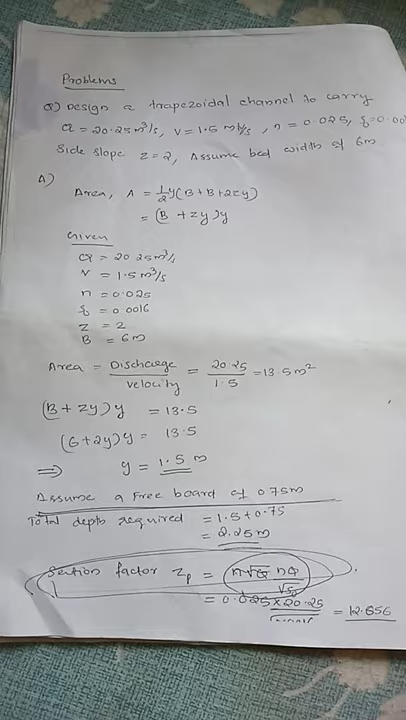 Problems
Q) Design a trapezoidal channel to carry
Q = 20.25 m³/s, V = 1.5 m/s, n = 0.025, S = 0.00
Side slope Z = 2, Assume bed width of 6m
A)
Area, A = 1/2 y (B + B + 2zy)
= (B + zy) y
Given
Q = 20 25 m³/s
V = 1.5 m³/s
n = 0.025
S = 0.0016
Z = 2
B = 6m
Area = Discharge / velocity = 20.25 / 1.5 = 13.5 m²
(B + zy) y = 13.5
(6+2y) y = 13.5
⇒ y = 1.5 m
Assume a Free board of 0.75m
Total depth required = 1.5 + 0.75
= 2.25m
Section factor Zp = nQ / √S
= 0.025 × 20.25 / = 12.656